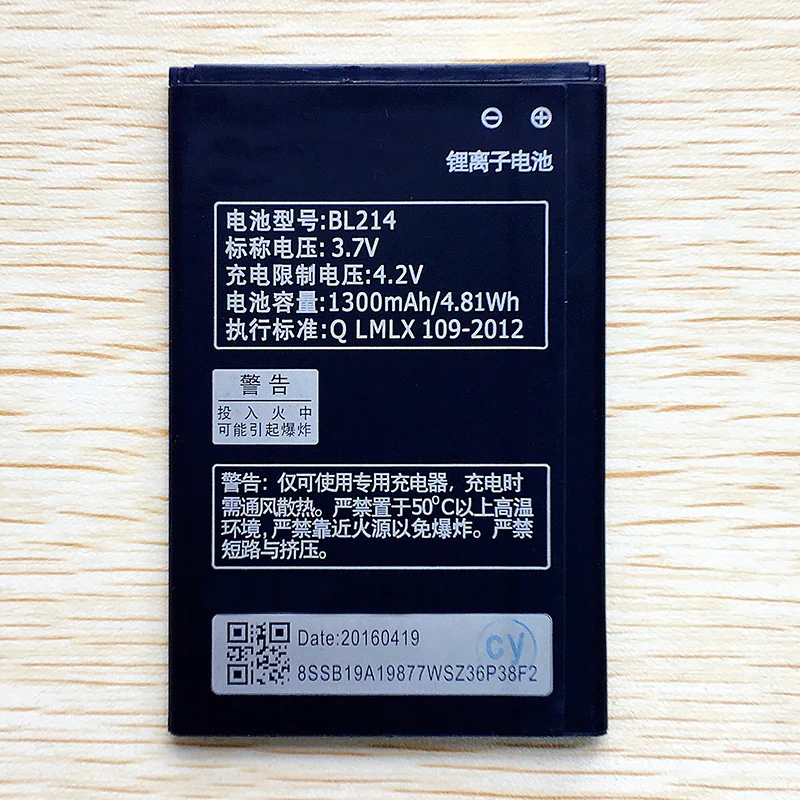 ⊖ ⊕
锂离子电池
电池型号:BL214
标称电压: 3.7V
充电限制电压:4.2V
电池容量:1300mAh/4.81Wh
执行标准:Q LMLX 109-2012
警告
投入火中
可能引起爆炸
警告：仅可使用专用充电器，充电时
需通风散热。严禁置于50°C以上高温
环境，严禁靠近火源以免爆炸。严禁
短路与挤压。
Date:20160419
cy
8SSB19A19877WSZ36P38F2